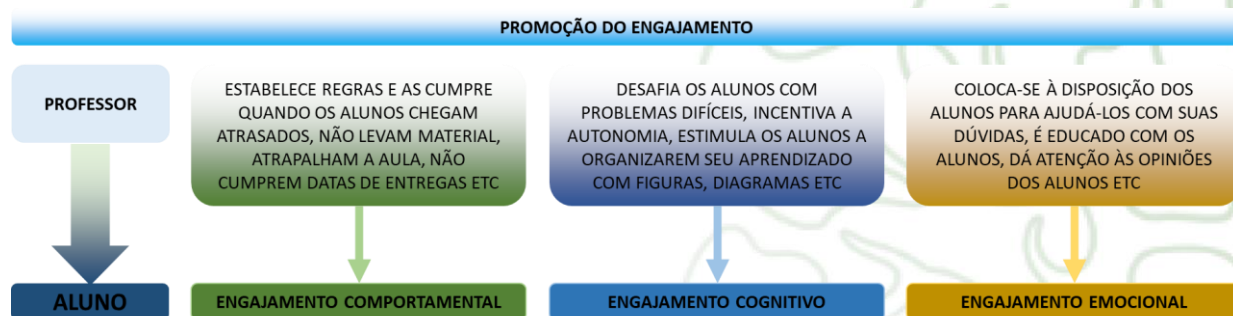 PROMOÇÃO DO ENGAJAMENTO
PROFESSOR
ESTABELECE REGRAS E AS CUMPRE
QUANDO OS ALUNOS CHEGAM
ATRASADOS, NÃO LEVAM MATERIAL,
ATRAPALHAM A AULA, NÃO
CUMPREM DATAS DE ENTREGAS ETC
DESAFIA OS ALUNOS COM
PROBLEMAS DIFÍCEIS, INCENTIVA A
AUTONOMIA, ESTIMULA OS ALUNOS A
ORGANIZAREM SEU APRENDIZADO
COM FIGURAS, DIAGRAMAS ETC
COLOCA-SE À DISPOSIÇÃO DOS
ALUNOS PARA AJUDÁ-LOS COM SUAS
DÚVIDAS, É EDUCADO COM OS
ALUNOS, DÁ ATENÇÃO ÀS OPINIÕES
DOS ALUNOS ETC
ALUNO
ENGAJAMENTO COMPORTAMENTAL
ENGAJAMENTO COGNITIVO
ENGAJAMENTO EMOCIONAL